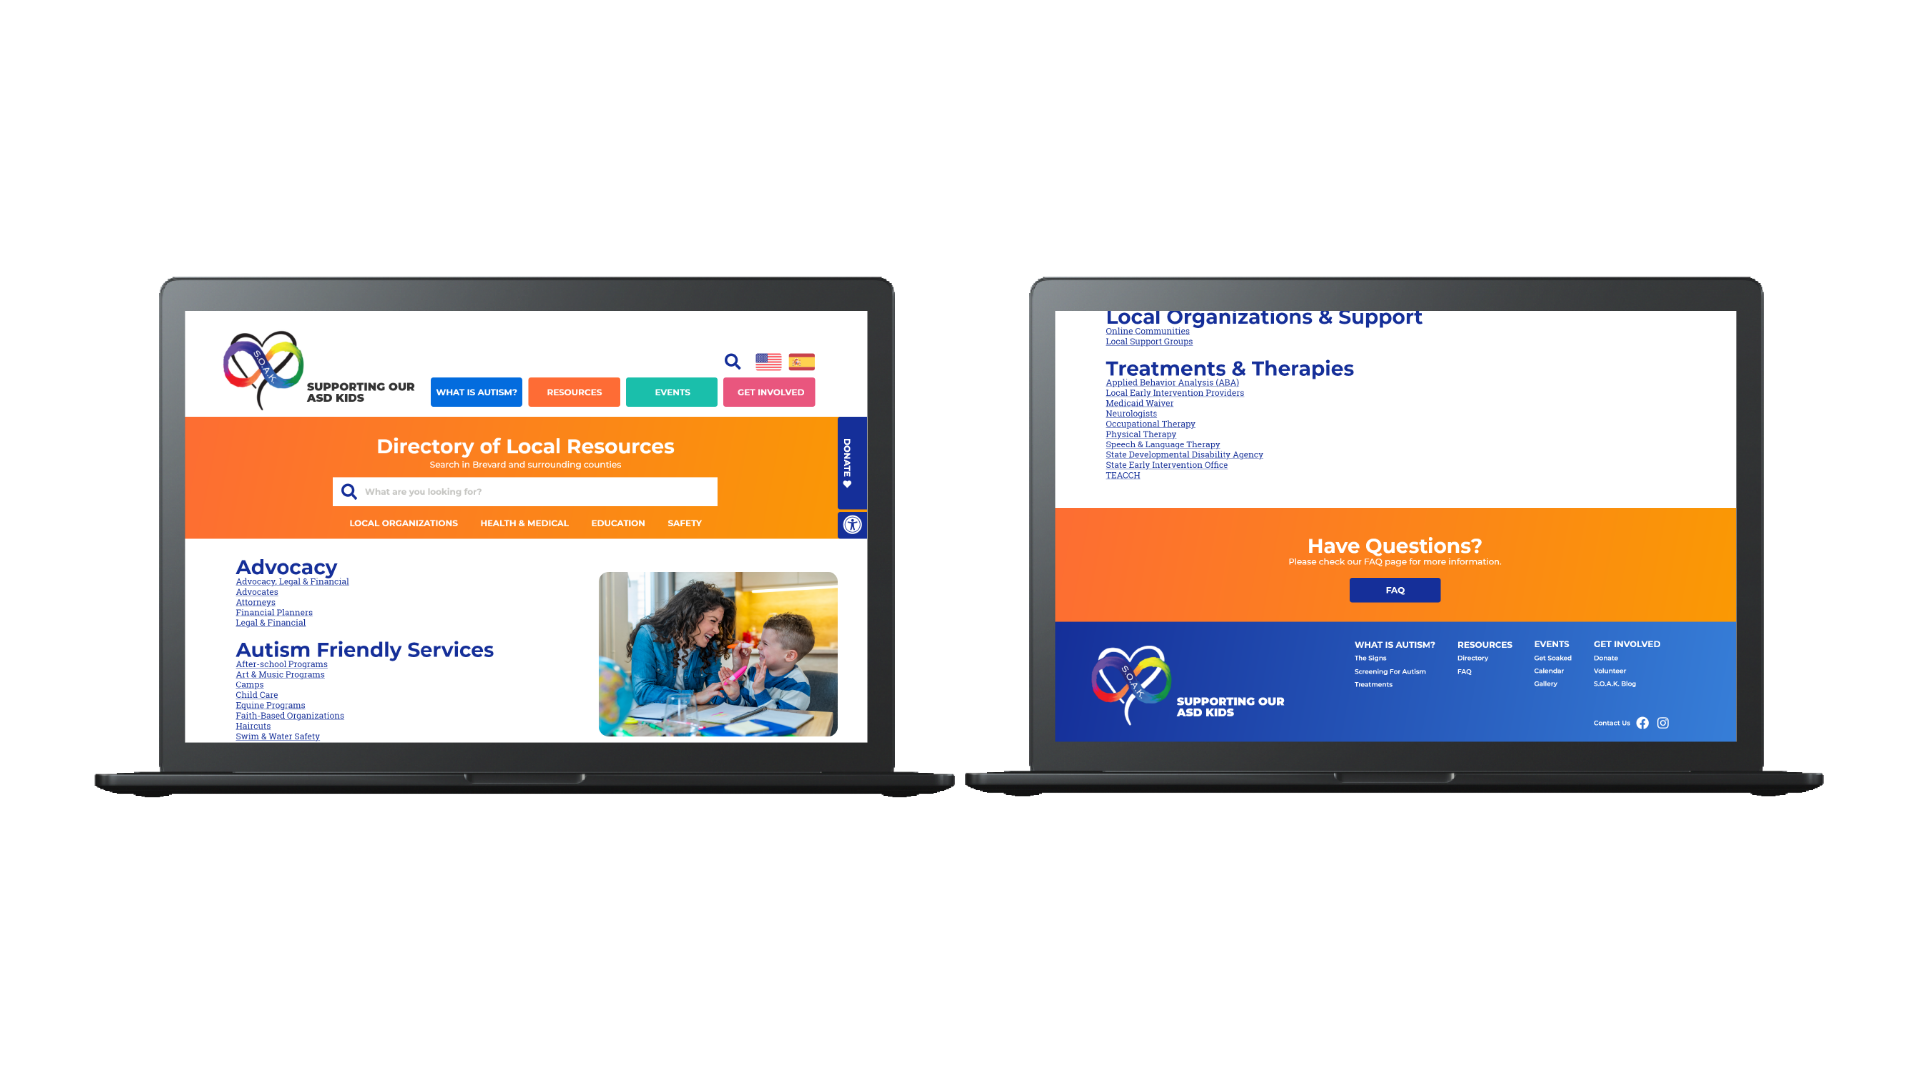 S.O.A.K.
SUPPORTING OUR
ASD KIDS
WHAT IS AUTISM?
RESOURCES
EVENTS
GET INVOLVED
Directory of Local Resources
Search in Brevard and surrounding counties
What are you looking for?
LOCAL ORGANIZATIONS
HEALTH & MEDICAL
EDUCATION
SAFETY
DONATE
Advocacy
Advocacy, Legal & Financial
Advocates
Attorneys
Financial Planners
Legal & Financial
Autism Friendly Services
After-school Programs
Art & Music Programs
Camps
Child Care
Equine Programs
Faith-Based Organizations
Haircuts
Swim & Water Safety
Local Organizations & Support
Online Communities
Local Support Groups
Treatments & Therapies
Applied Behavior Analysis (ABA)
Local Early Intervention Providers
Medicaid Waiver
Neurologists
Occupational Therapy
Physical Therapy
Speech & Language Therapy
State Developmental Disability Agency
State Early Intervention Office
TEACCH
Have Questions?
Please check our FAQ page for more information.
FAQ
S.O.A.K.
SUPPORTING OUR
ASD KIDS
WHAT IS AUTISM?
The Signs
Screening For Autism
Treatments
RESOURCES
Directory
FAQ
EVENTS
Get Soaked
Calendar
Gallery
GET INVOLVED
Donate
Volunteer
S.O.A.K. Blog
Contact Us